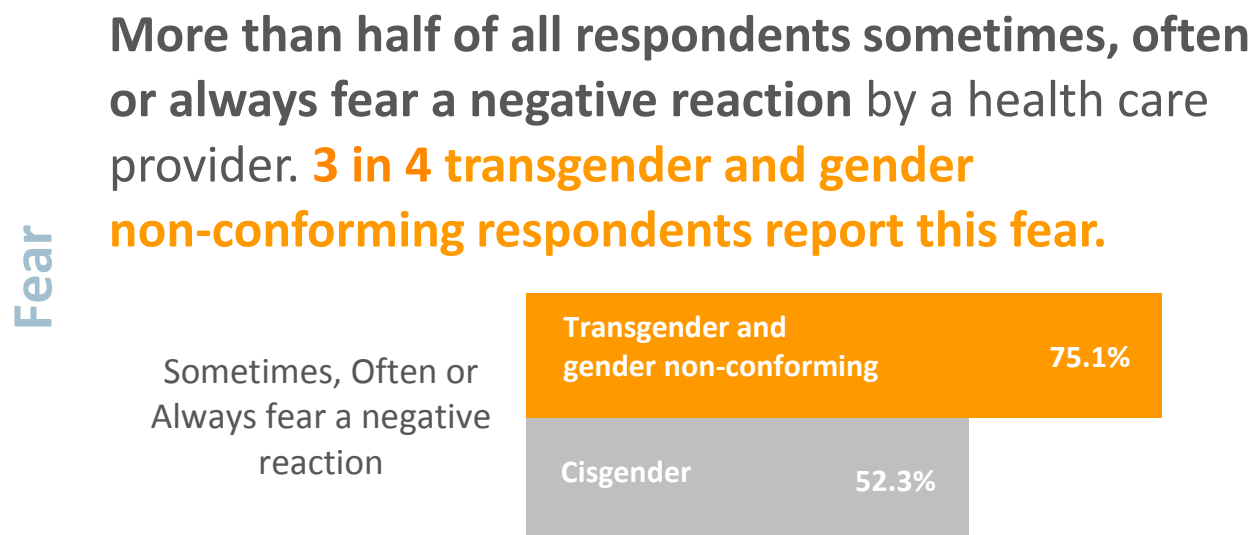 More than half of all respondents sometimes, often
or always fear a negative reaction by a health care
provider. 3 in 4 transgender and gender
non-conforming respondents report this fear.
Fear
Sometimes, Often or
Always fear a negative
reaction
Transgender and
gender non-conforming
75.1%
Cisgender
52.3%